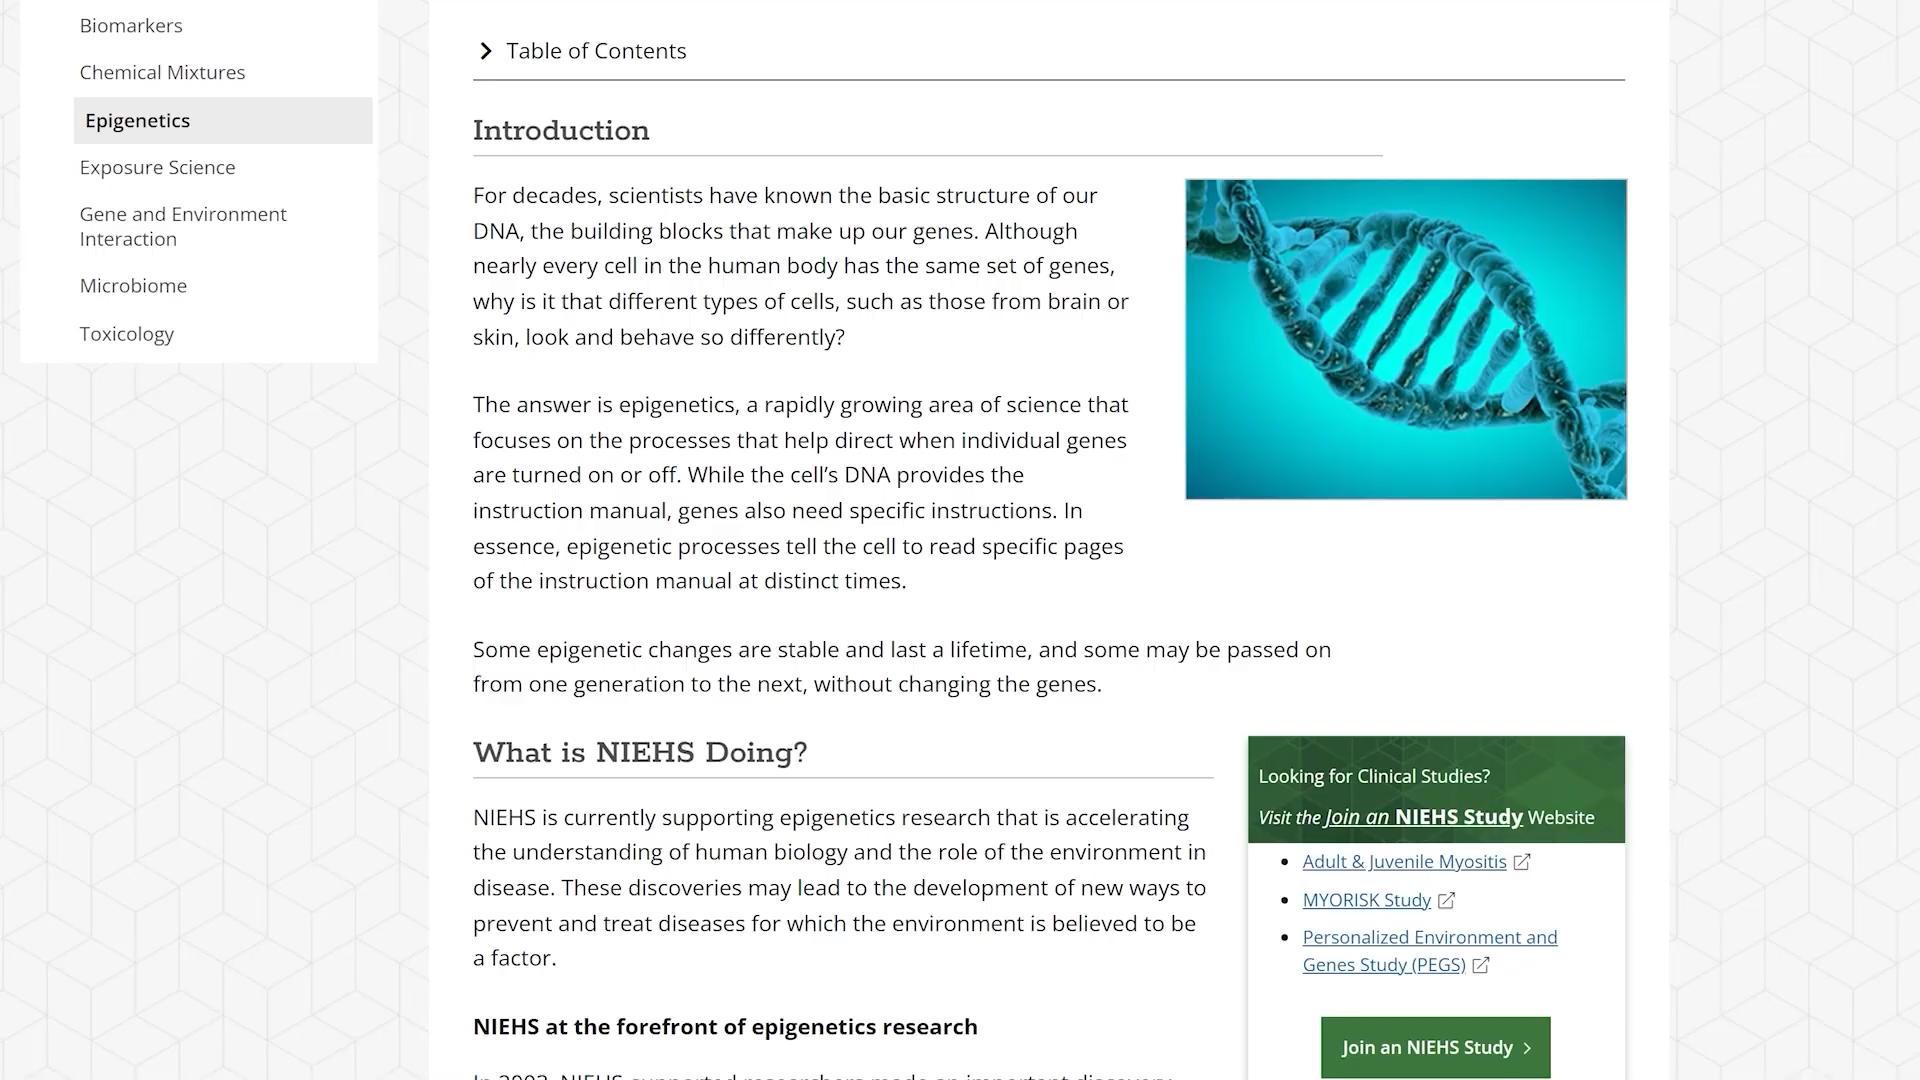 Biomarkers
Chemical Mixtures
Epigenetics
Exposure Science
Gene and Environment
Interaction
Microbiome
Toxicology
Table of Contents
Introduction
For decades, scientists have known the basic structure of our
DNA, the building blocks that make up our genes. Although
nearly every cell in the human body has the same set of genes,
why is it that different types of cells, such as those from brain or
skin, look and behave so differently?
The answer is epigenetics, a rapidly growing area of science that
focuses on the processes that help direct when individual genes
are turned on or off. While the cell’s DNA provides the
instruction manual, genes also need specific instructions. In
essence, epigenetic processes tell the cell to read specific pages
of the instruction manual at distinct times.
Some epigenetic changes are stable and last a lifetime, and some may be passed on
from one generation to the next, without changing the genes.
What is NIEHS Doing?
NIEHS is currently supporting epigenetics research that is accelerating
the understanding of human biology and the role of the environment in
disease. These discoveries may lead to the development of new ways to
prevent and treat diseases for which the environment is believed to be
a factor.
NIEHS at the forefront of epigenetics research
In 2003, NIEHS-supported researchers made an important discovery
Looking for Clinical Studies?
Visit the Join an NIEHS Study Website
Adult & Juvenile Myositis
MYORISK Study
Personalized Environment and
Genes Study (PEGS)
Join an NIEHS Study